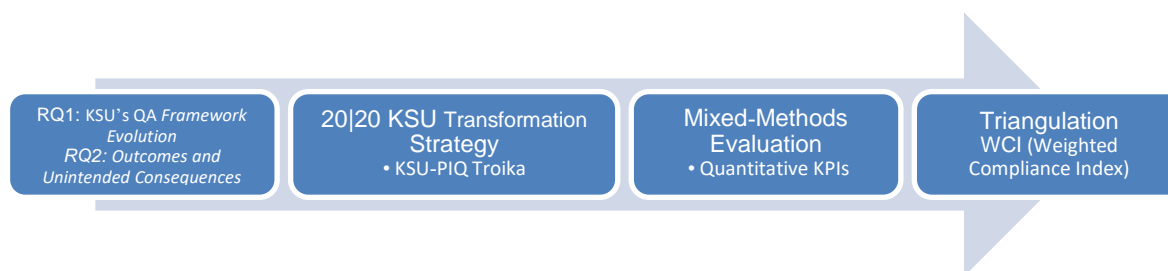 RQ1: KSU’s QA Framework
Evolution
RQ2: Outcomes and
Unintended Consequences
20|20 KSU Transformation
Strategy
• KSU-PIQ Troika
Mixed-Methods
Evaluation
• Quantitative KPIs
Triangulation
WCI (Weighted
Compliance Index)